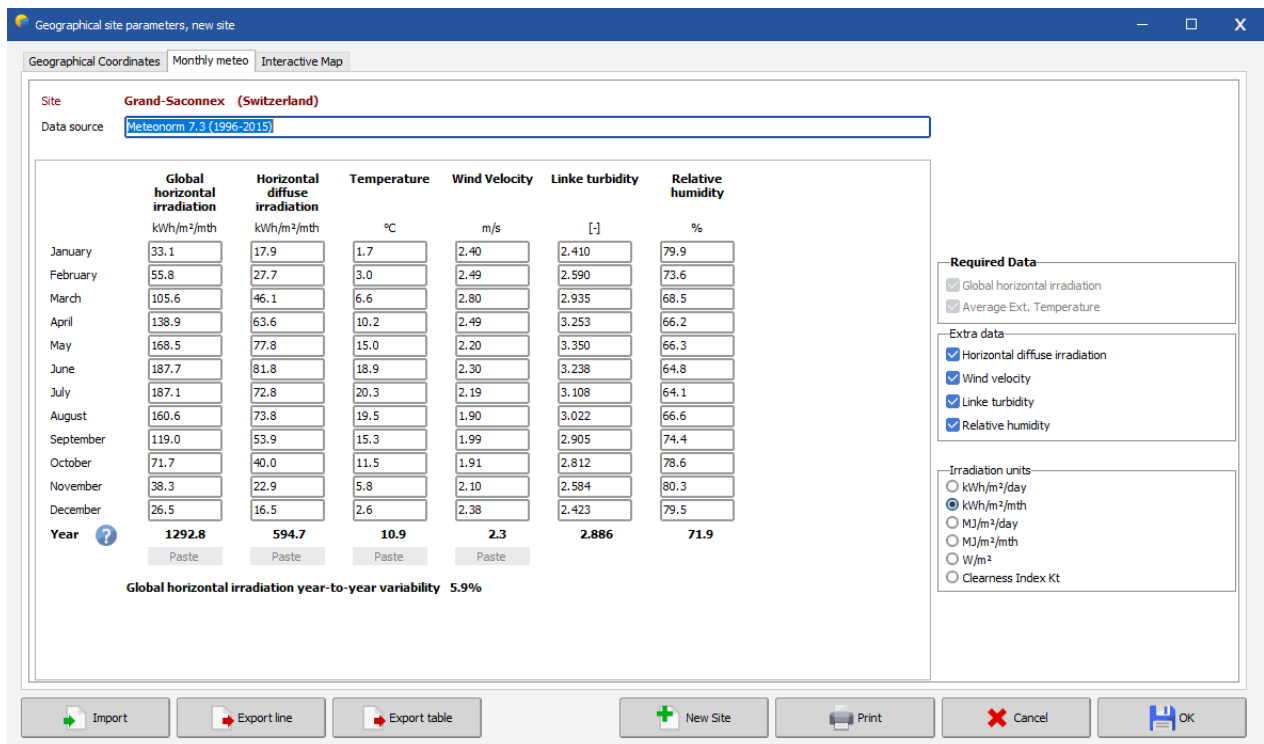 Geographical site parameters, new site
Geographical Coordinates Monthly meteo Interactive Map
Site Grand-Saconnex (Switzerland)
Data source Meteonorm 7.3 (1996-2015)
Global horizontal irradiation Horizontal diffuse irradiation Temperature Wind Velocity Linke turbidity Relative humidity
kWh/m²/mth kWh/m²/mth ℃ m/s [-] %
January 33.1 17.9 1.7 2.40 2.410 79.9
February 55.8 27.7 3.0 2.49 2.590 73.6
March 105.6 46.1 6.6 2.80 2.935 68.5
April 138.9 63.6 10.2 2.49 3.253 66.2
May 168.5 77.8 15.0 2.20 3.350 66.3
June 187.7 81.8 18.9 2.30 3.238 64.8
July 187.1 72.8 20.3 2.19 3.108 64.1
August 160.6 73.8 19.5 1.90 3.022 66.6
September 119.0 53.9 15.3 1.99 2.905 74.4
October 71.7 40.0 11.5 1.91 2.812 78.6
November 38.3 22.9 5.8 2.10 2.584 80.3
December 26.5 16.5 2.6 2.38 2.423 79.5
Year ? 1292.8 594.7 10.9 2.3 2.886 71.9
Paste Paste Paste Paste
Global horizontal irradiation year-to-year variability 5.9%
Required Data
Global horizontal irradiation
Average Ext. Temperature
Extra data
Horizontal diffuse irradiation
Wind velocity
Linke turbidity
Relative humidity
Irradiation units
kWh/m²/day
kWh/m²/mth
MJ/m²/day
MJ/m²/mth
W/m²
Clearness Index Kt
Import Export line Export table New Site Print Cancel OK